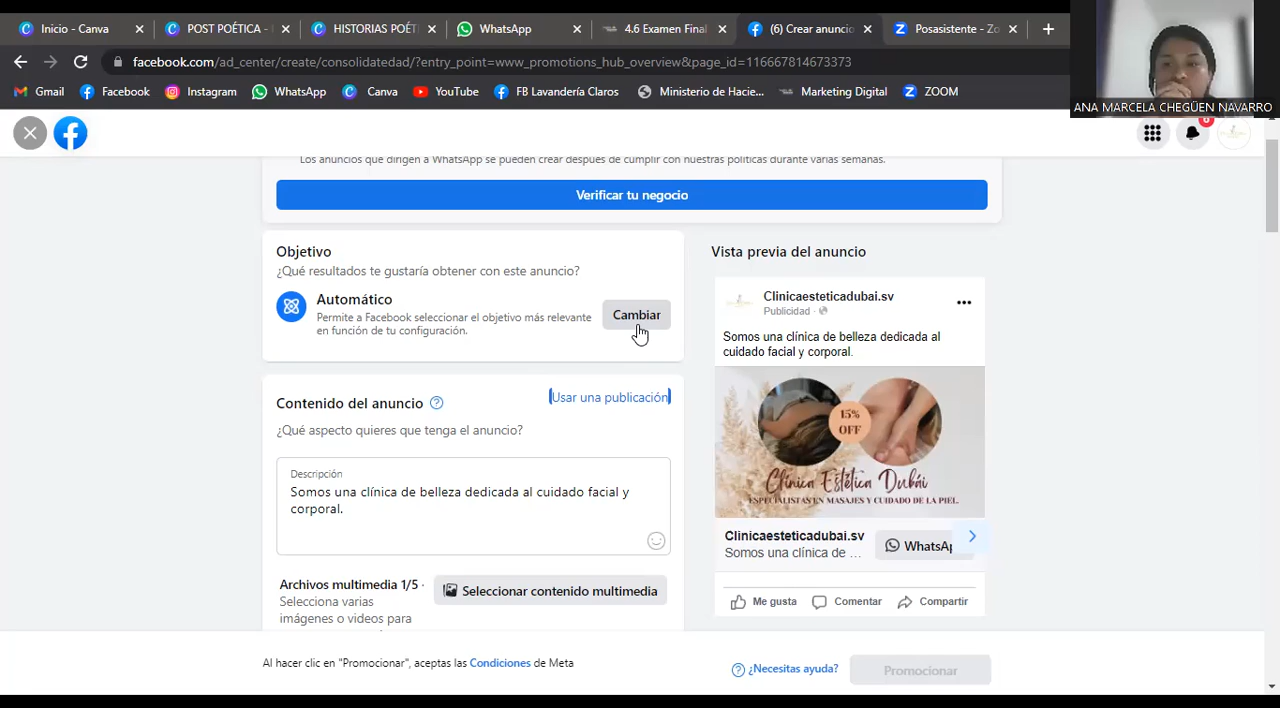 Inicio - Canva
POST POÉTICA -
HISTORIAS POÉT
WhatsApp
4.6 Examen Final
(6) Crear anuncio
Posasistente - Zo
facebook.com/ad_center/create/consolidatedad/?entry_point=www_promotions_hub_overview&page_id=116667814673373
Gmail
Facebook
Instagram
WhatsApp
Canva
YouTube
FB Lavandería Claros
Ministerio de Hacie...
Marketing Digital
ZOOM
ANA MARCELA CHEGÜEN NAVARRO
6
Los anuncios que dirigen a WhatsApp se pueden crear después de cumplir con nuestras políticas durante varias semanas.
Verificar tu negocio
Objetivo
¿Qué resultados te gustaría obtener con este anuncio?
Automático
Permite a Facebook seleccionar el objetivo más relevante
en función de tu configuración.
Cambiar
Contenido del anuncio
Usar una publicación
¿Qué aspecto quieres que tenga el anuncio?
Descripción
Somos una clínica de belleza dedicada al cuidado facial y
corporal.
Archivos multimedia 1/5 ·
Selecciona varias
imágenes o videos para
Seleccionar contenido multimedia
Vista previa del anuncio
Clinicaesteticadubai.sv
Publicidad ·
Somos una clínica de belleza dedicada al
cuidado facial y corporal.
15%
OFF
Clínica Estética Dubái
ESPECIALISTAS EN MASAJES Y CUIDADO DE LA PIEL.
Clinicaesteticadubai.sv
Somos una clínica de ...
WhatsAp
Me gusta
Comentar
Compartir
Al hacer clic en "Promocionar", aceptas las Condiciones de Meta
¿Necesitas ayuda?
Promocionar